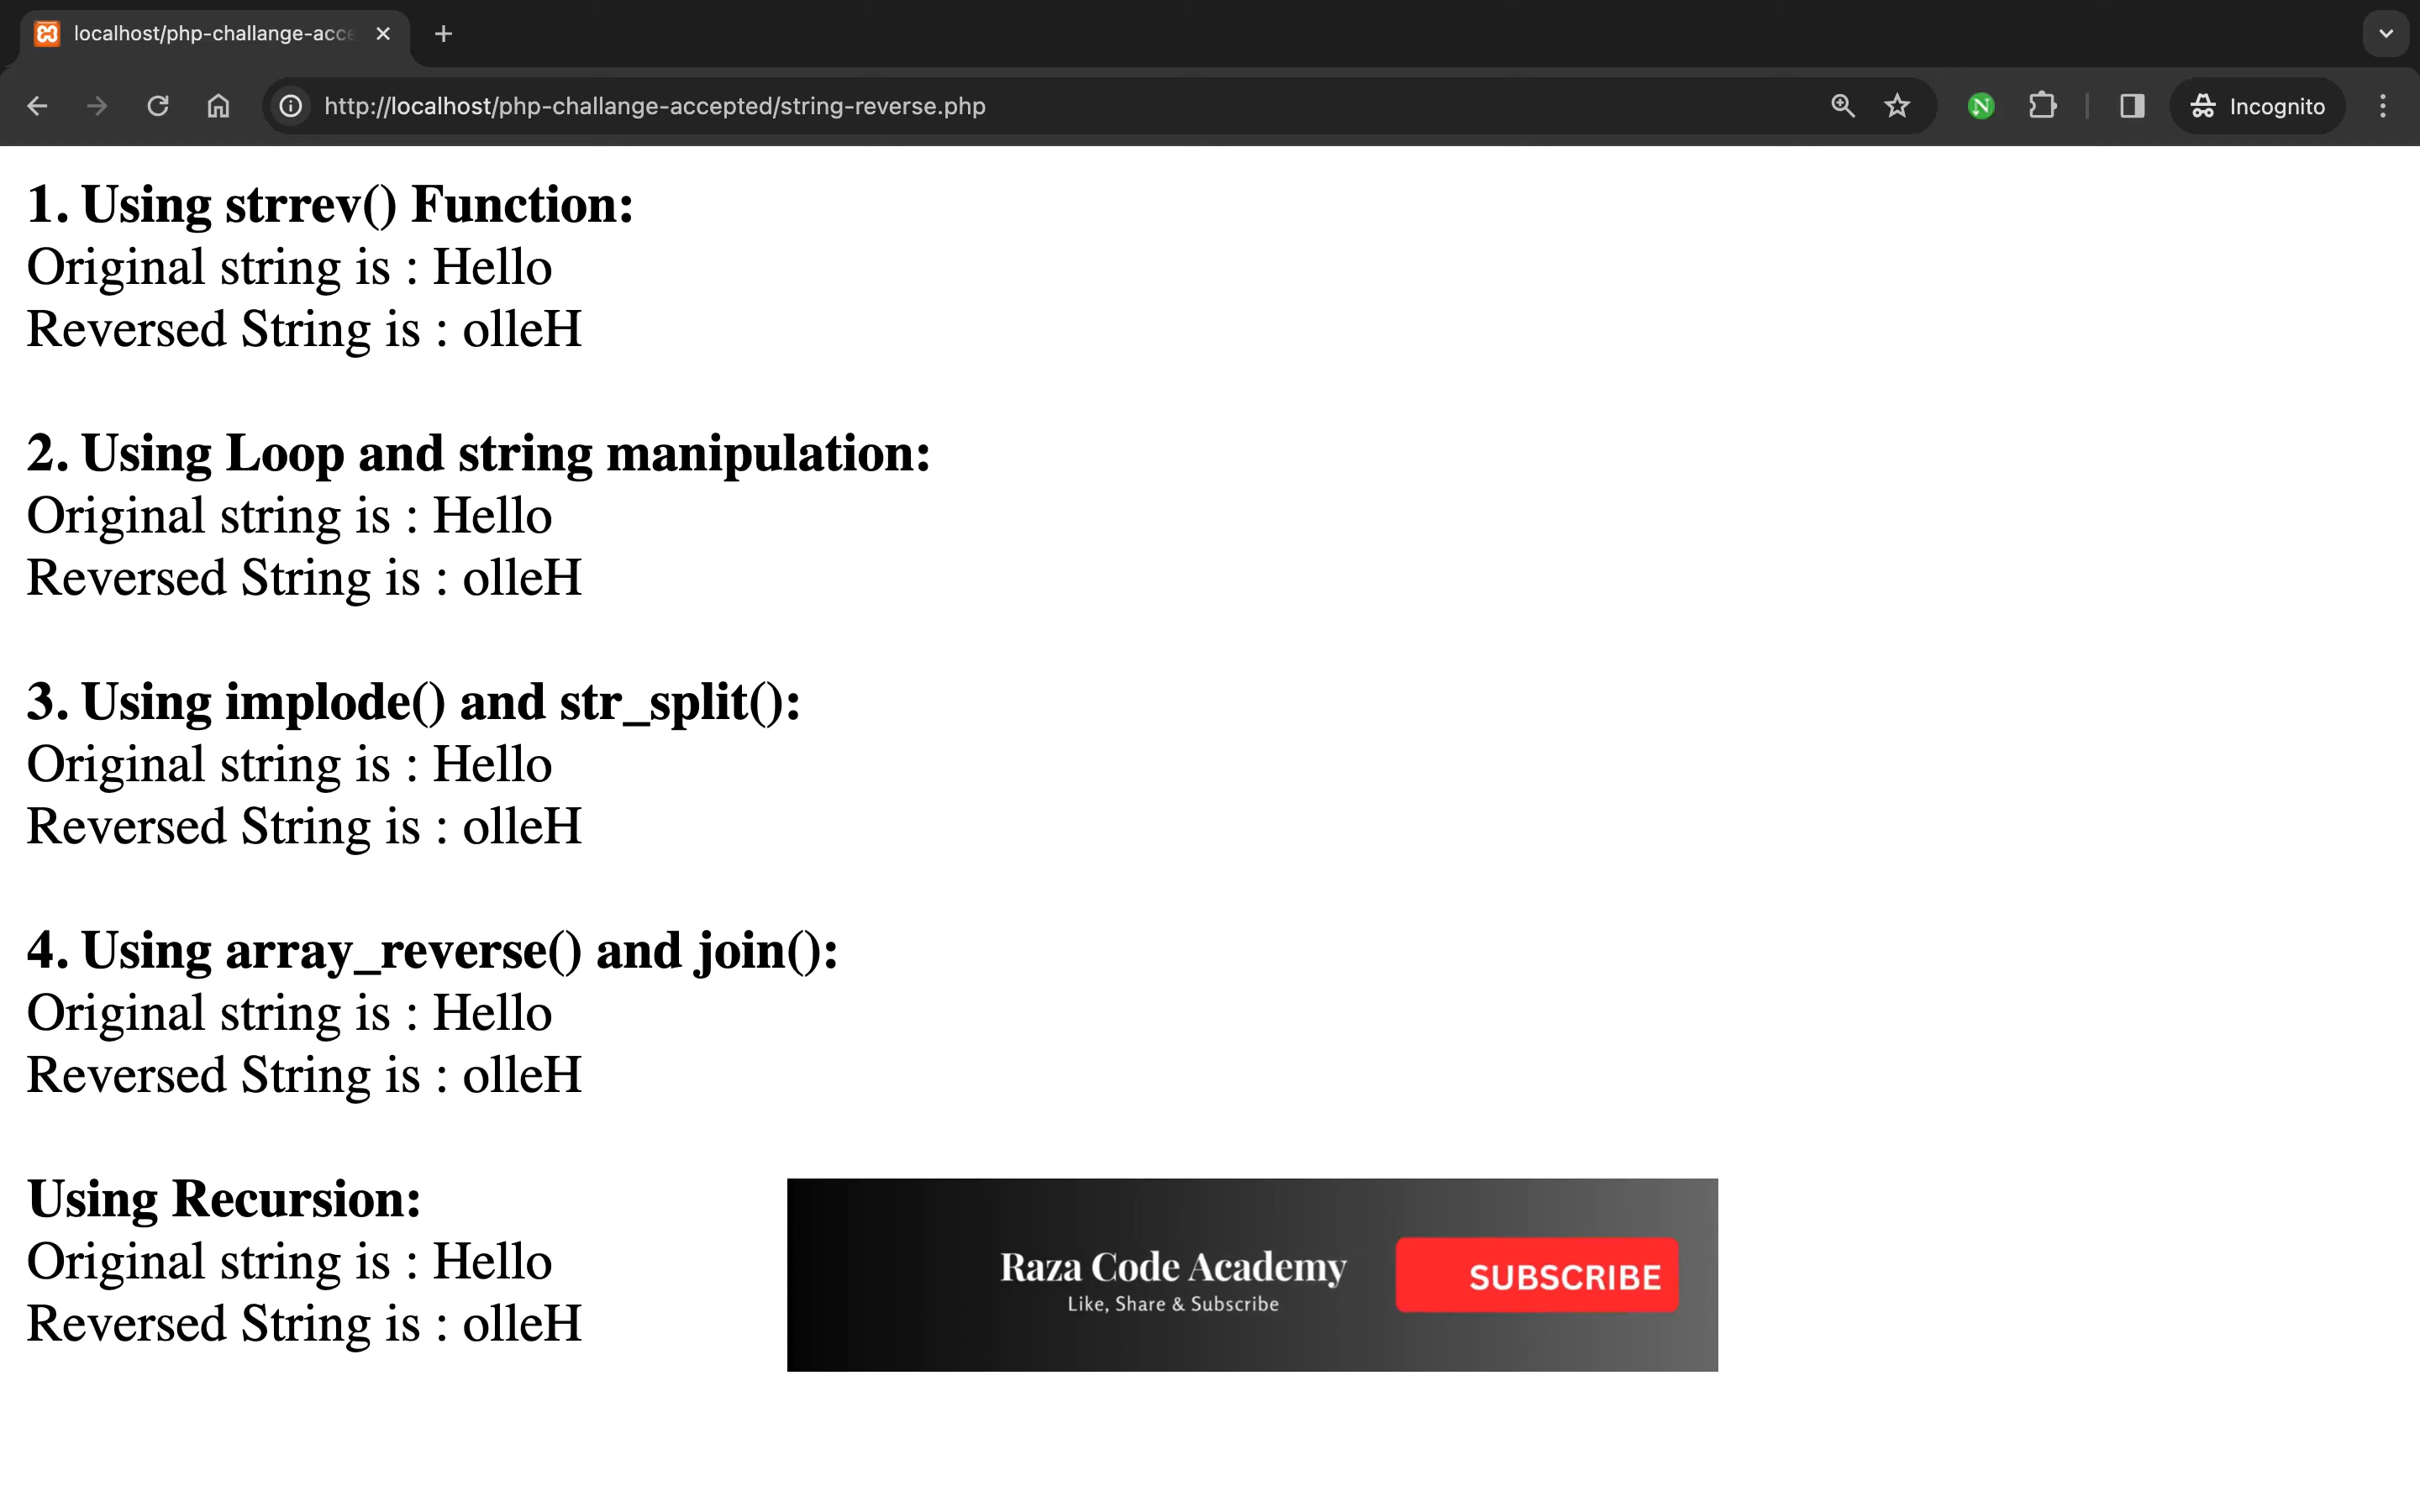 localhost/php-challange-acce
http://localhost/php-challange-accepted/string-reverse.php
Incognito
1. Using strrev() Function:
Original string is : Hello
Reversed String is : olleH
2. Using Loop and string manipulation:
Original string is : Hello
Reversed String is : olleH
3. Using implode() and str_split():
Original string is : Hello
Reversed String is : olleH
4. Using array_reverse() and join():
Original string is : Hello
Reversed String is : olleH
Using Recursion:
Original string is : Hello
Reversed String is : olleH
Raza Code Academy
Like, Share & Subscribe
SUBSCRIBE